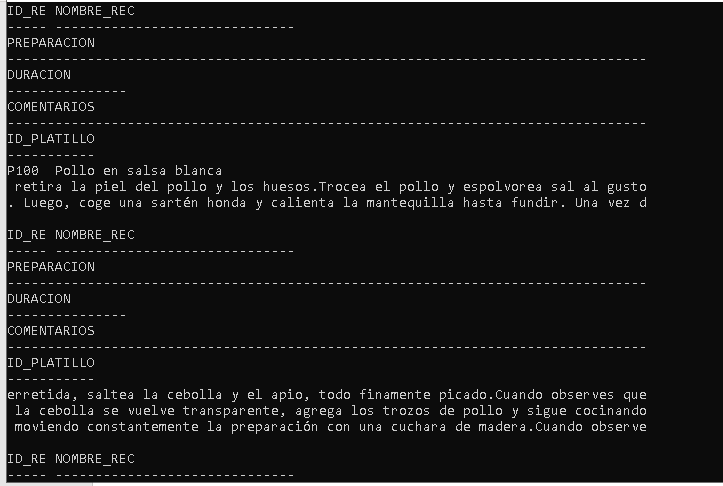 ID_RE NOMBRE_REC
----- ------------------------------
PREPARACION
--------------------------------------------------------------------------------
DURACION
---------------
COMENTARIOS
--------------------------------------------------------------------------------
ID_PLATILLO
-----------
P100  Pollo en salsa blanca
 retira la piel del pollo y los huesos.Trocea el pollo y espolvorea sal al gusto
. Luego, coge una sartén honda y calienta la mantequilla hasta fundir. Una vez d

ID_RE NOMBRE_REC
----- ------------------------------
PREPARACION
--------------------------------------------------------------------------------
DURACION
---------------
COMENTARIOS
--------------------------------------------------------------------------------
ID_PLATILLO
-----------
erretida, saltea la cebolla y el apio, todo finamente picado.Cuando observes que
 la cebolla se vuelve transparente, agrega los trozos de pollo y sigue cocinando
 moviendo constantemente la preparación con una cuchara de madera.Cuando observe

ID_RE NOMBRE_REC
----- ------------------------------